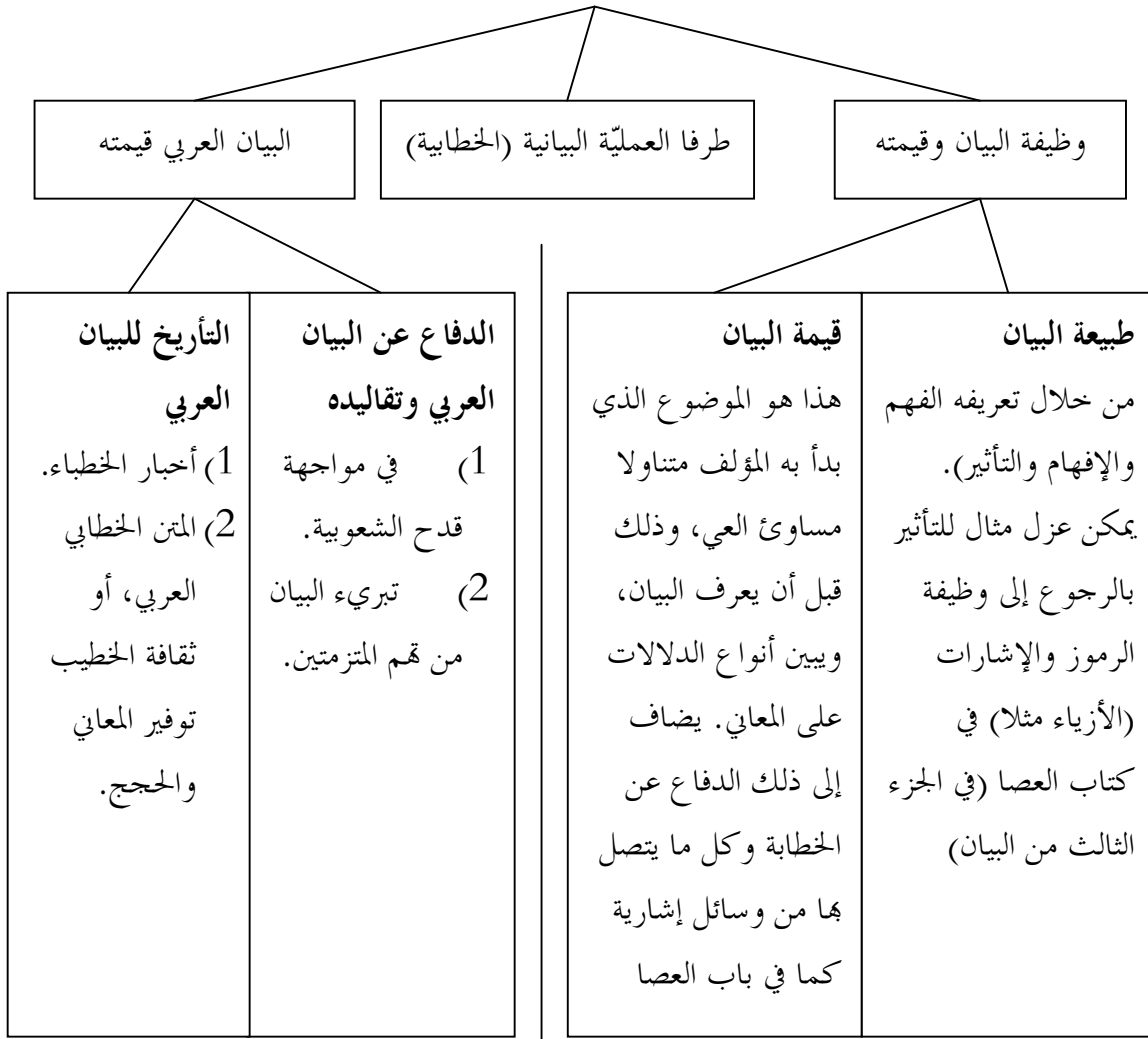 وظيفة البيان وقيمته
طرفا العمليّة البيانية (الخطابية)
البيان العربي قيمته
طبيعة البيان
من خلال تعريفه الفهم
والإفهام والتأثير).
يمكن عزل مثال للتأثير
بالرجوع إلى وظيفة
الرموز والإشارات
(الأزياء مثلا) في
كتاب العصا (في الجزء
الثالث من البيان)
قيمة البيان
هذا هو الموضوع الذي
بدأ به المؤلف متناولا
مساوئ العي، وذلك
قبل أن يعرف البيان،
ويبين أنواع الدلالات
على المعاني. يضاف
إلى ذلك الدفاع عن
الخطابة وكل ما يتصل
بها من وسائل إشارية
كما في باب العصا
الدفاع عن البيان
العربي وتقاليده
1) في مواجهة
قدح الشعوبية.
2) تبريء البيان
من تهم المتزمتين.
التأريخ للبيان
العربي
1) أخبار الخطباء.
2) المتن الخطابي
العربي، أو
ثقافة الخطيب
توفير المعاني
والحجج.